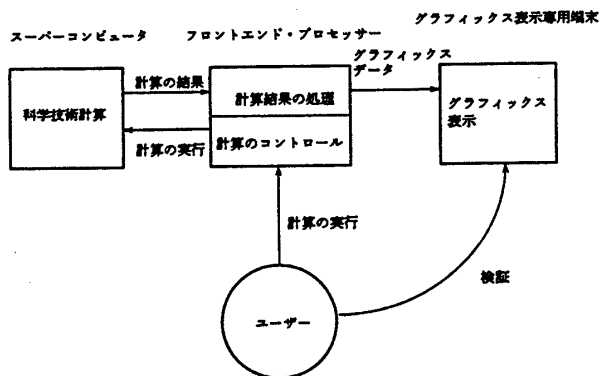 グラフィックス表示専用端末
スーパーコンピュータ
フロントエンド・プロセッサー
グラフィックス
データ
計算の結果
計算結果の処理
科学技術計算
グラフィックス
表示
計算のコントロール
計算の実行
計算の実行
検証
ユーザー